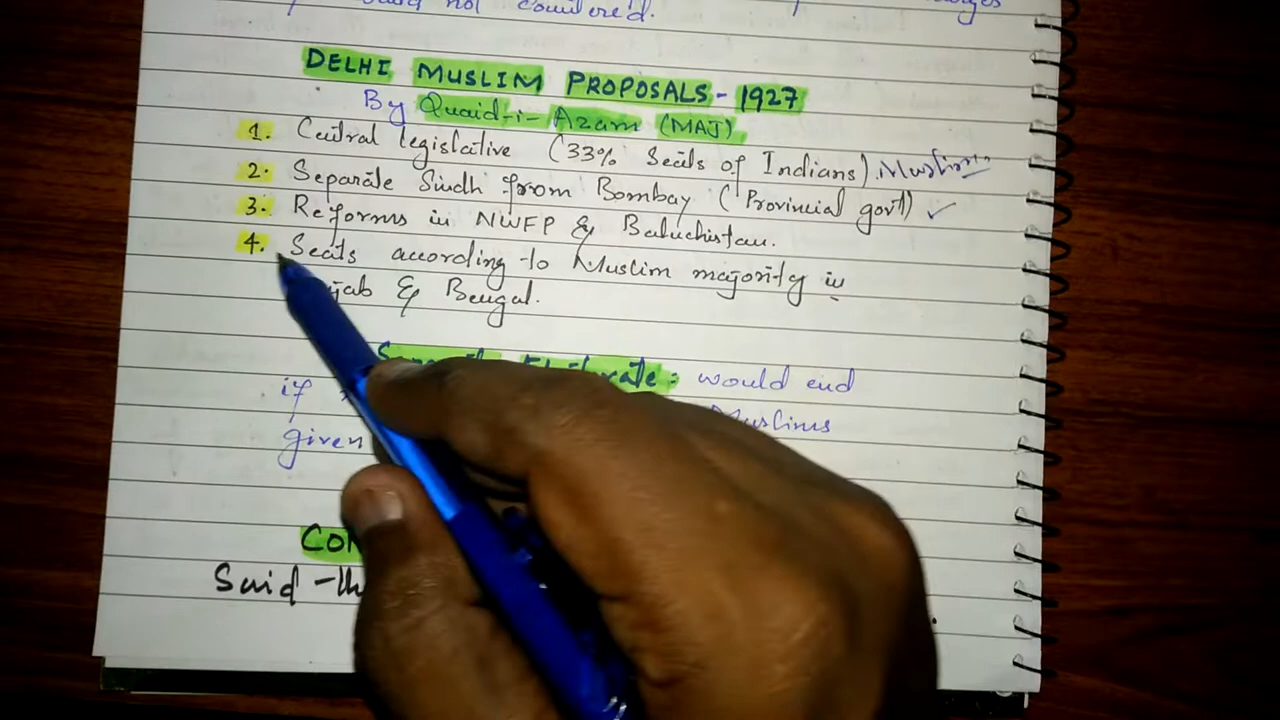 not
DELHI MUSLIM PROPOSALS - 1927
By Quaid-i-Azam (MAJ)
1. Central legislative (33% Seats of Indians). Muslims
2. Separate Sindh from Bombay (Provincial govt) ✓
3. Reforms in NWFP & Baluchistan.
4. Seats according to Muslim majority in
& Bengal.
: would end
if Muslims
given
Said